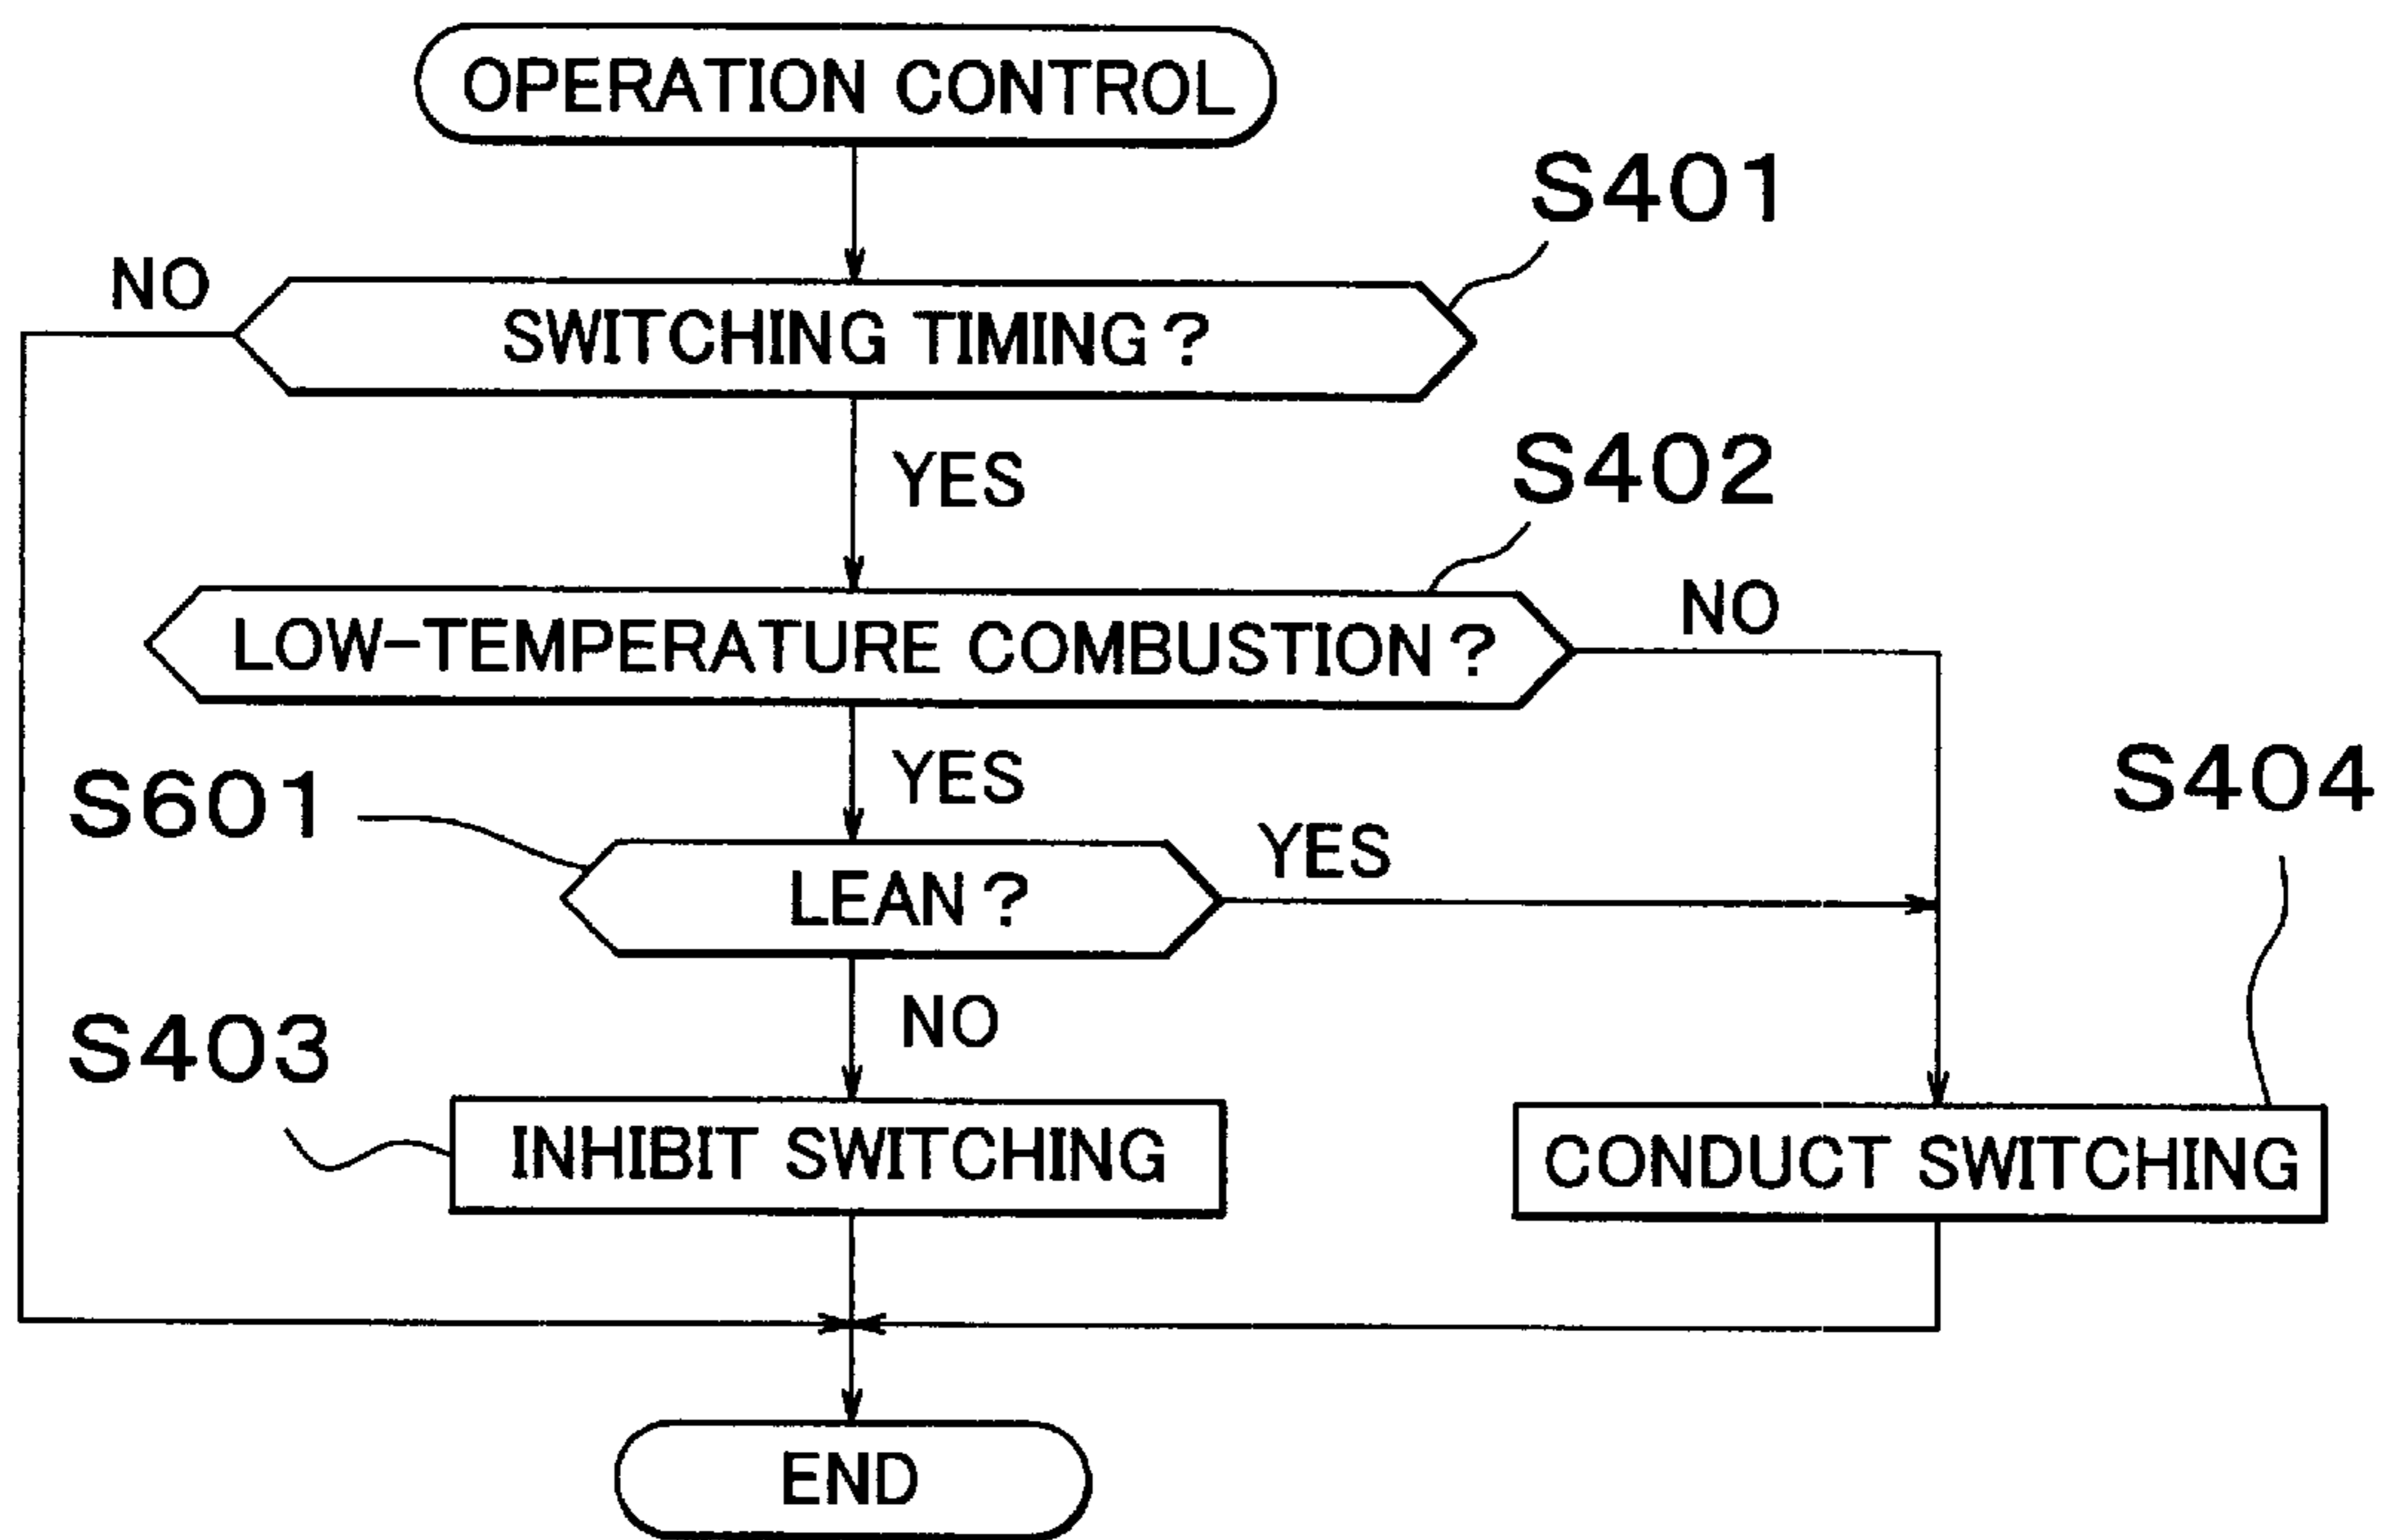 OPERATION CONTROL
S401
NO
SWITCHING TIMING?
YES
S402
NO
LOW-TEMPERATURE COMBUSTION?
YES
S601
S404
YES
LEAN?
NO
S403
INHIBIT SWITCHING
CONDUCT SWITCHING
END